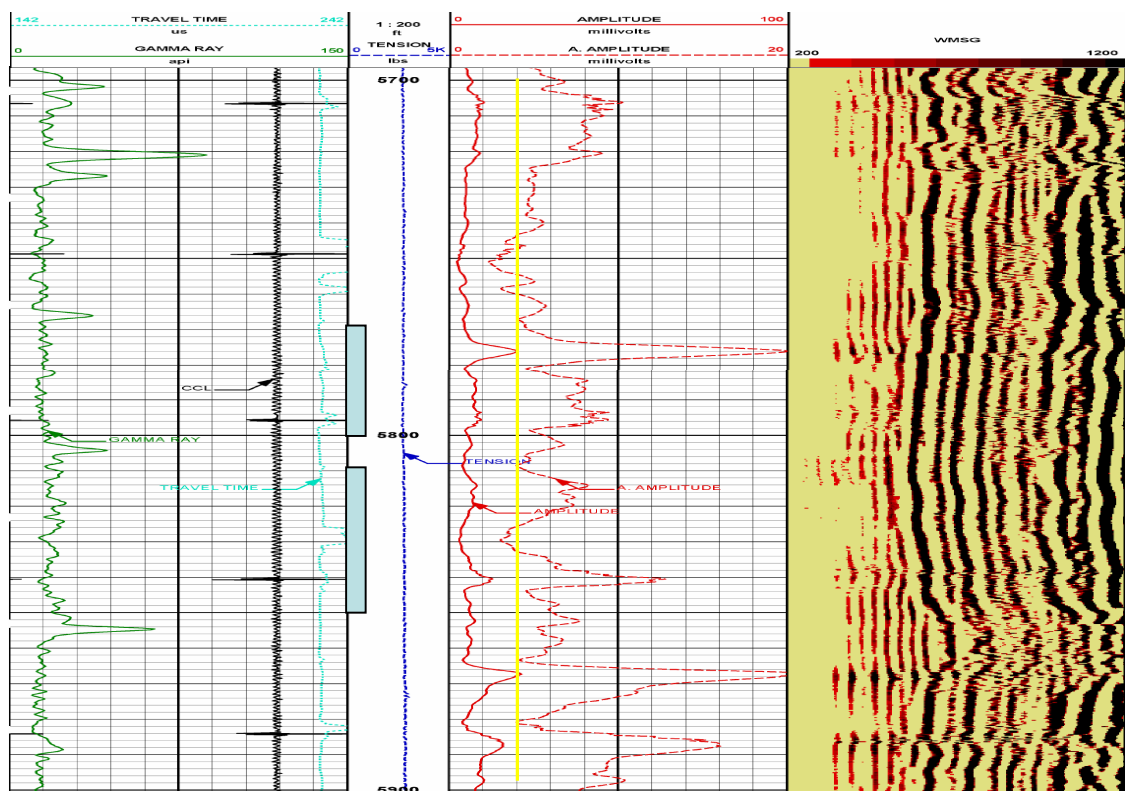 142 TRAVEL TIME 242
us
0 GAMMA RAY 150
api
1 : 200
ft
TENSION
0 5K
lbs
0 AMPLITUDE 100
millivolts
0 A. AMPLITUDE 20
millivolts
WMSG
200 1200
5700
CCL
GAMMA RAY
5800
TENSION
TRAVEL TIME
A. AMPLITUDE
AMPLITUDE
5900